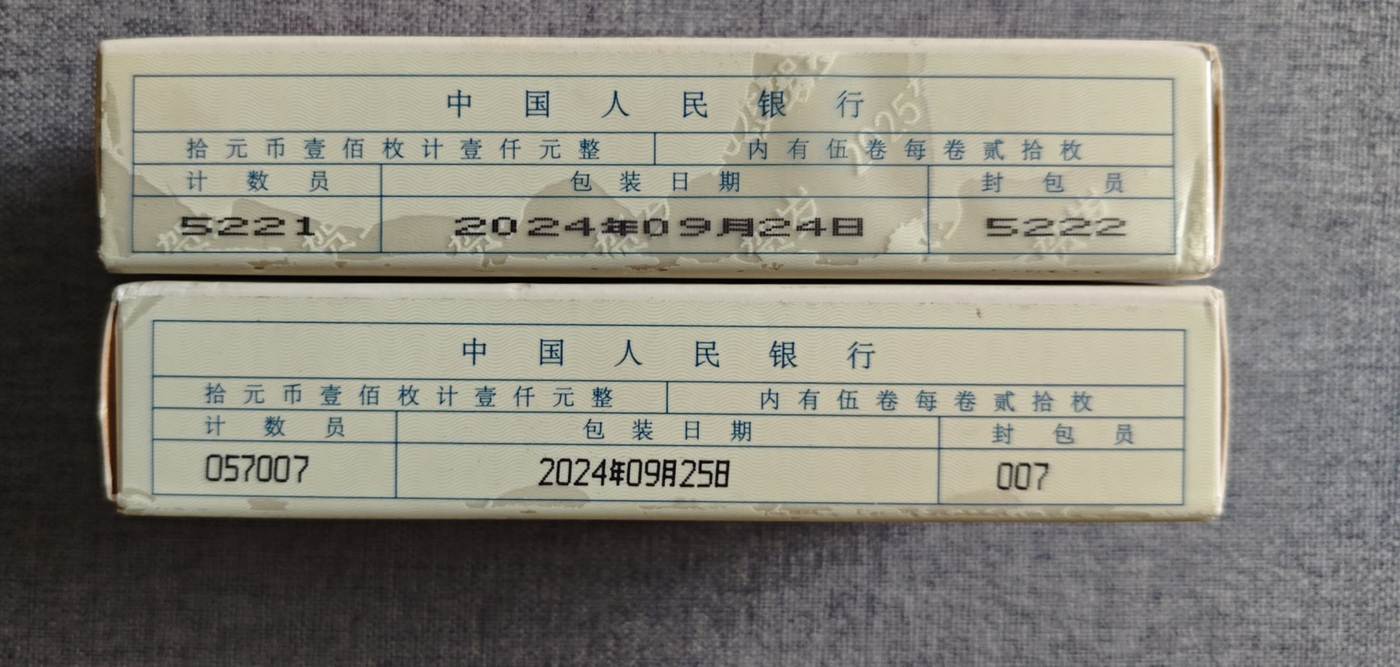 中国人民银行
拾元币壹佰枚计壹仟元整 内有伍卷每卷贰拾枚
计数员 包装日期 封包员
5221 2024年09月24日 5222
中国人民银行
拾元币壹佰枚计壹仟元整 内有伍卷每卷贰拾枚
计数员 包装日期 封包员
057007 2024年09月25日 007